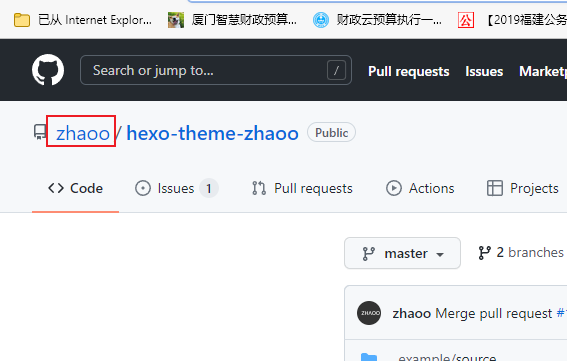 已从 Internet Explor... 厦门智慧财政预算... 财政云预算执行一... 公 【2019福建公务
Search or jump to... / Pull requests Issues Market
zhaoo / hexo-theme-zhaoo Public
Code Issues 1 Pull requests Actions Projects
master 2 branches
ZHAOO zhaoo Merge pull request #
_example/source